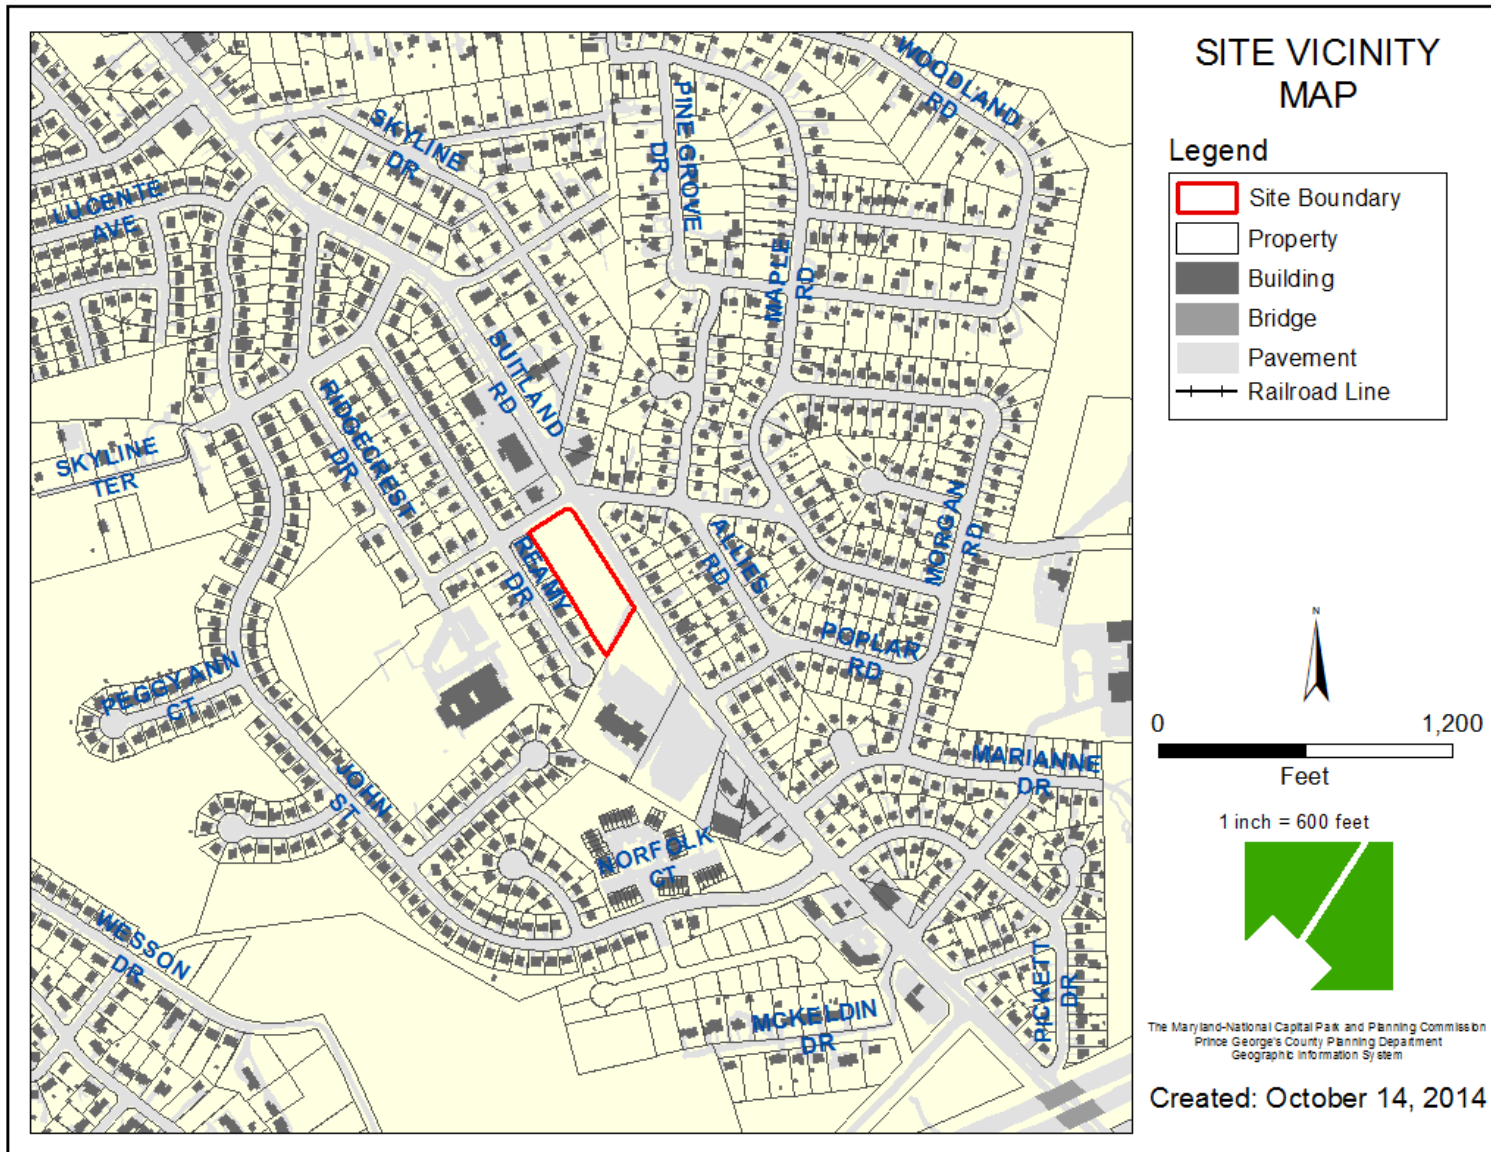 SITE VICINITY
MAP
Legend
Site Boundary
Property
Building
Bridge
Pavement
Railroad Line
N
0 1,200
Feet
1 inch = 600 feet
The Maryland-National Capital Park and Planning Commission
Prince George's County Planning Department
Geographic Information System
Created: October 14, 2014
WOODLAND
RD
SKYLINE
DR
PINE GROVE
DR
LUCENTE
AVE
MAPLE
RD
SUITLAND
RD
RIDGECREST
DR
SKYLINE
TER
MORGAN
RD
ALLIES
RD
REAMY
DR
POPLAR
RD
PEGGY ANN
CT
MARIANNE
DR
JOHN
ST
NORFOLK
CT
WESSON
DR
PICKETT
DR
MCKELDIN
DR